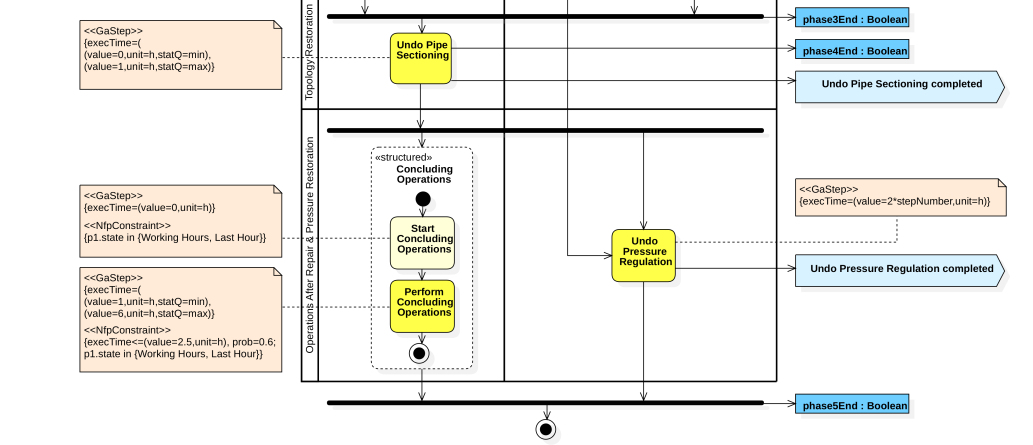 <<GaStep>>
{execTime=(
(value=0,unit=h,statQ=min),
(value=1,unit=h,statQ=max)}
Topology Restoration
Undo Pipe
Sectioning
phase3End : Boolean
phase4End : Boolean
Undo Pipe Sectioning completed
Operations After Repair & Pressure Restoration
«structured»
Concluding
Operations
<<GaStep>>
{execTime=(value=0,unit=h)}
<<NfpConstraint>>
{p1.state in {Working Hours, Last Hour}}
Start
Concluding
Operations
<<GaStep>>
{execTime=(
(value=1,unit=h,statQ=min),
(value=6,unit=h,statQ=max)}
<<NfpConstraint>>
{execTime<=(value=2.5,unit=h), prob=0.6;
p1.state in {Working Hours, Last Hour}}
Perform
Concluding
Operations
<<GaStep>>
{execTime=(value=2*stepNumber,unit=h)}
Undo
Pressure
Regulation
Undo Pressure Regulation completed
phase5End : Boolean